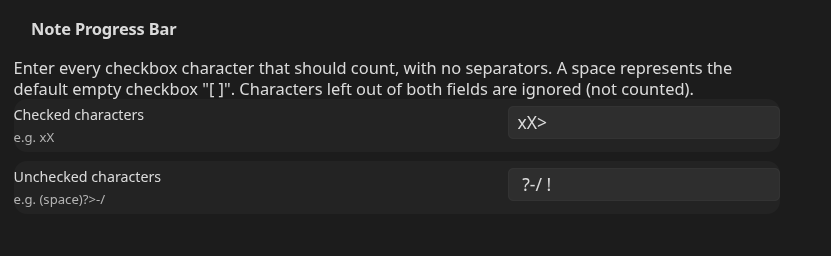 Note Progress Bar
Enter every checkbox character that should count, with no separators. A space represents the
default empty checkbox "[ ]". Characters left out of both fields are ignored (not counted).
Checked characters
xX>
e.g. xX
Unchecked characters
 ?-/ !
e.g. (space)?>-/